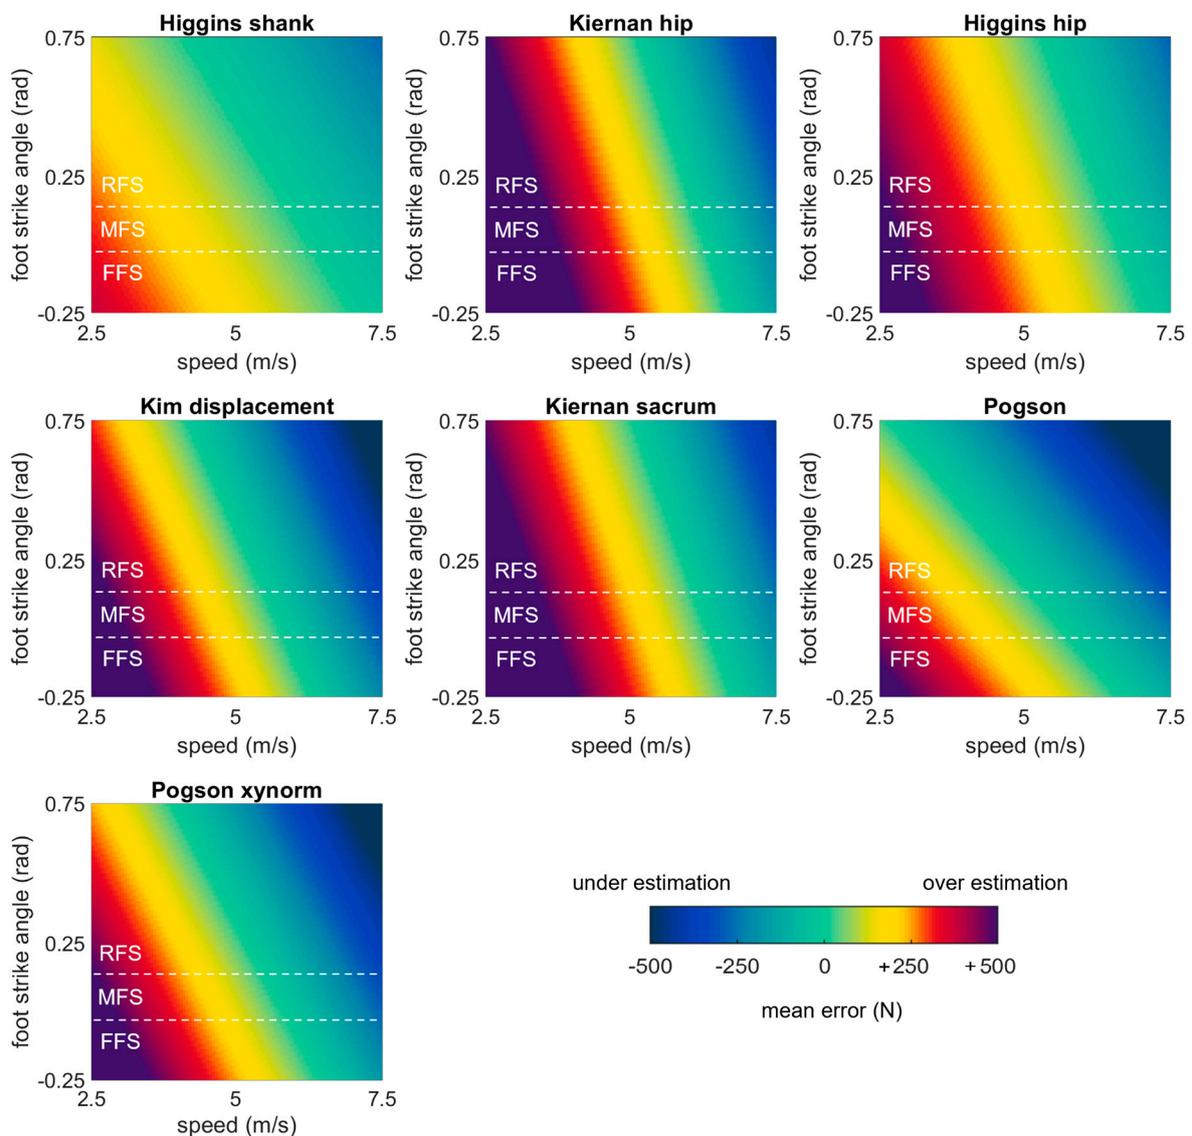 Higgins shank
Kiernan hip
Higgins hip
0.75
0.25
-0.25
foot strike angle (rad)
RFS
MFS
FFS
2.5 5 7.5
speed (m/s)
0.75
0.25
-0.25
foot strike angle (rad)
RFS
MFS
FFS
2.5 5 7.5
speed (m/s)
0.75
0.25
-0.25
foot strike angle (rad)
RFS
MFS
FFS
2.5 5 7.5
speed (m/s)
Kim displacement
Kiernan sacrum
Pogson
0.75
0.25
-0.25
foot strike angle (rad)
RFS
MFS
FFS
2.5 5 7.5
speed (m/s)
0.75
0.25
-0.25
foot strike angle (rad)
RFS
MFS
FFS
2.5 5 7.5
speed (m/s)
0.75
0.25
-0.25
foot strike angle (rad)
RFS
MFS
FFS
2.5 5 7.5
speed (m/s)
Pogson xynorm
0.75
0.25
-0.25
foot strike angle (rad)
RFS
MFS
FFS
2.5 5 7.5
speed (m/s)
under estimation over estimation
-500 -250 0 +250 +500
mean error (N)